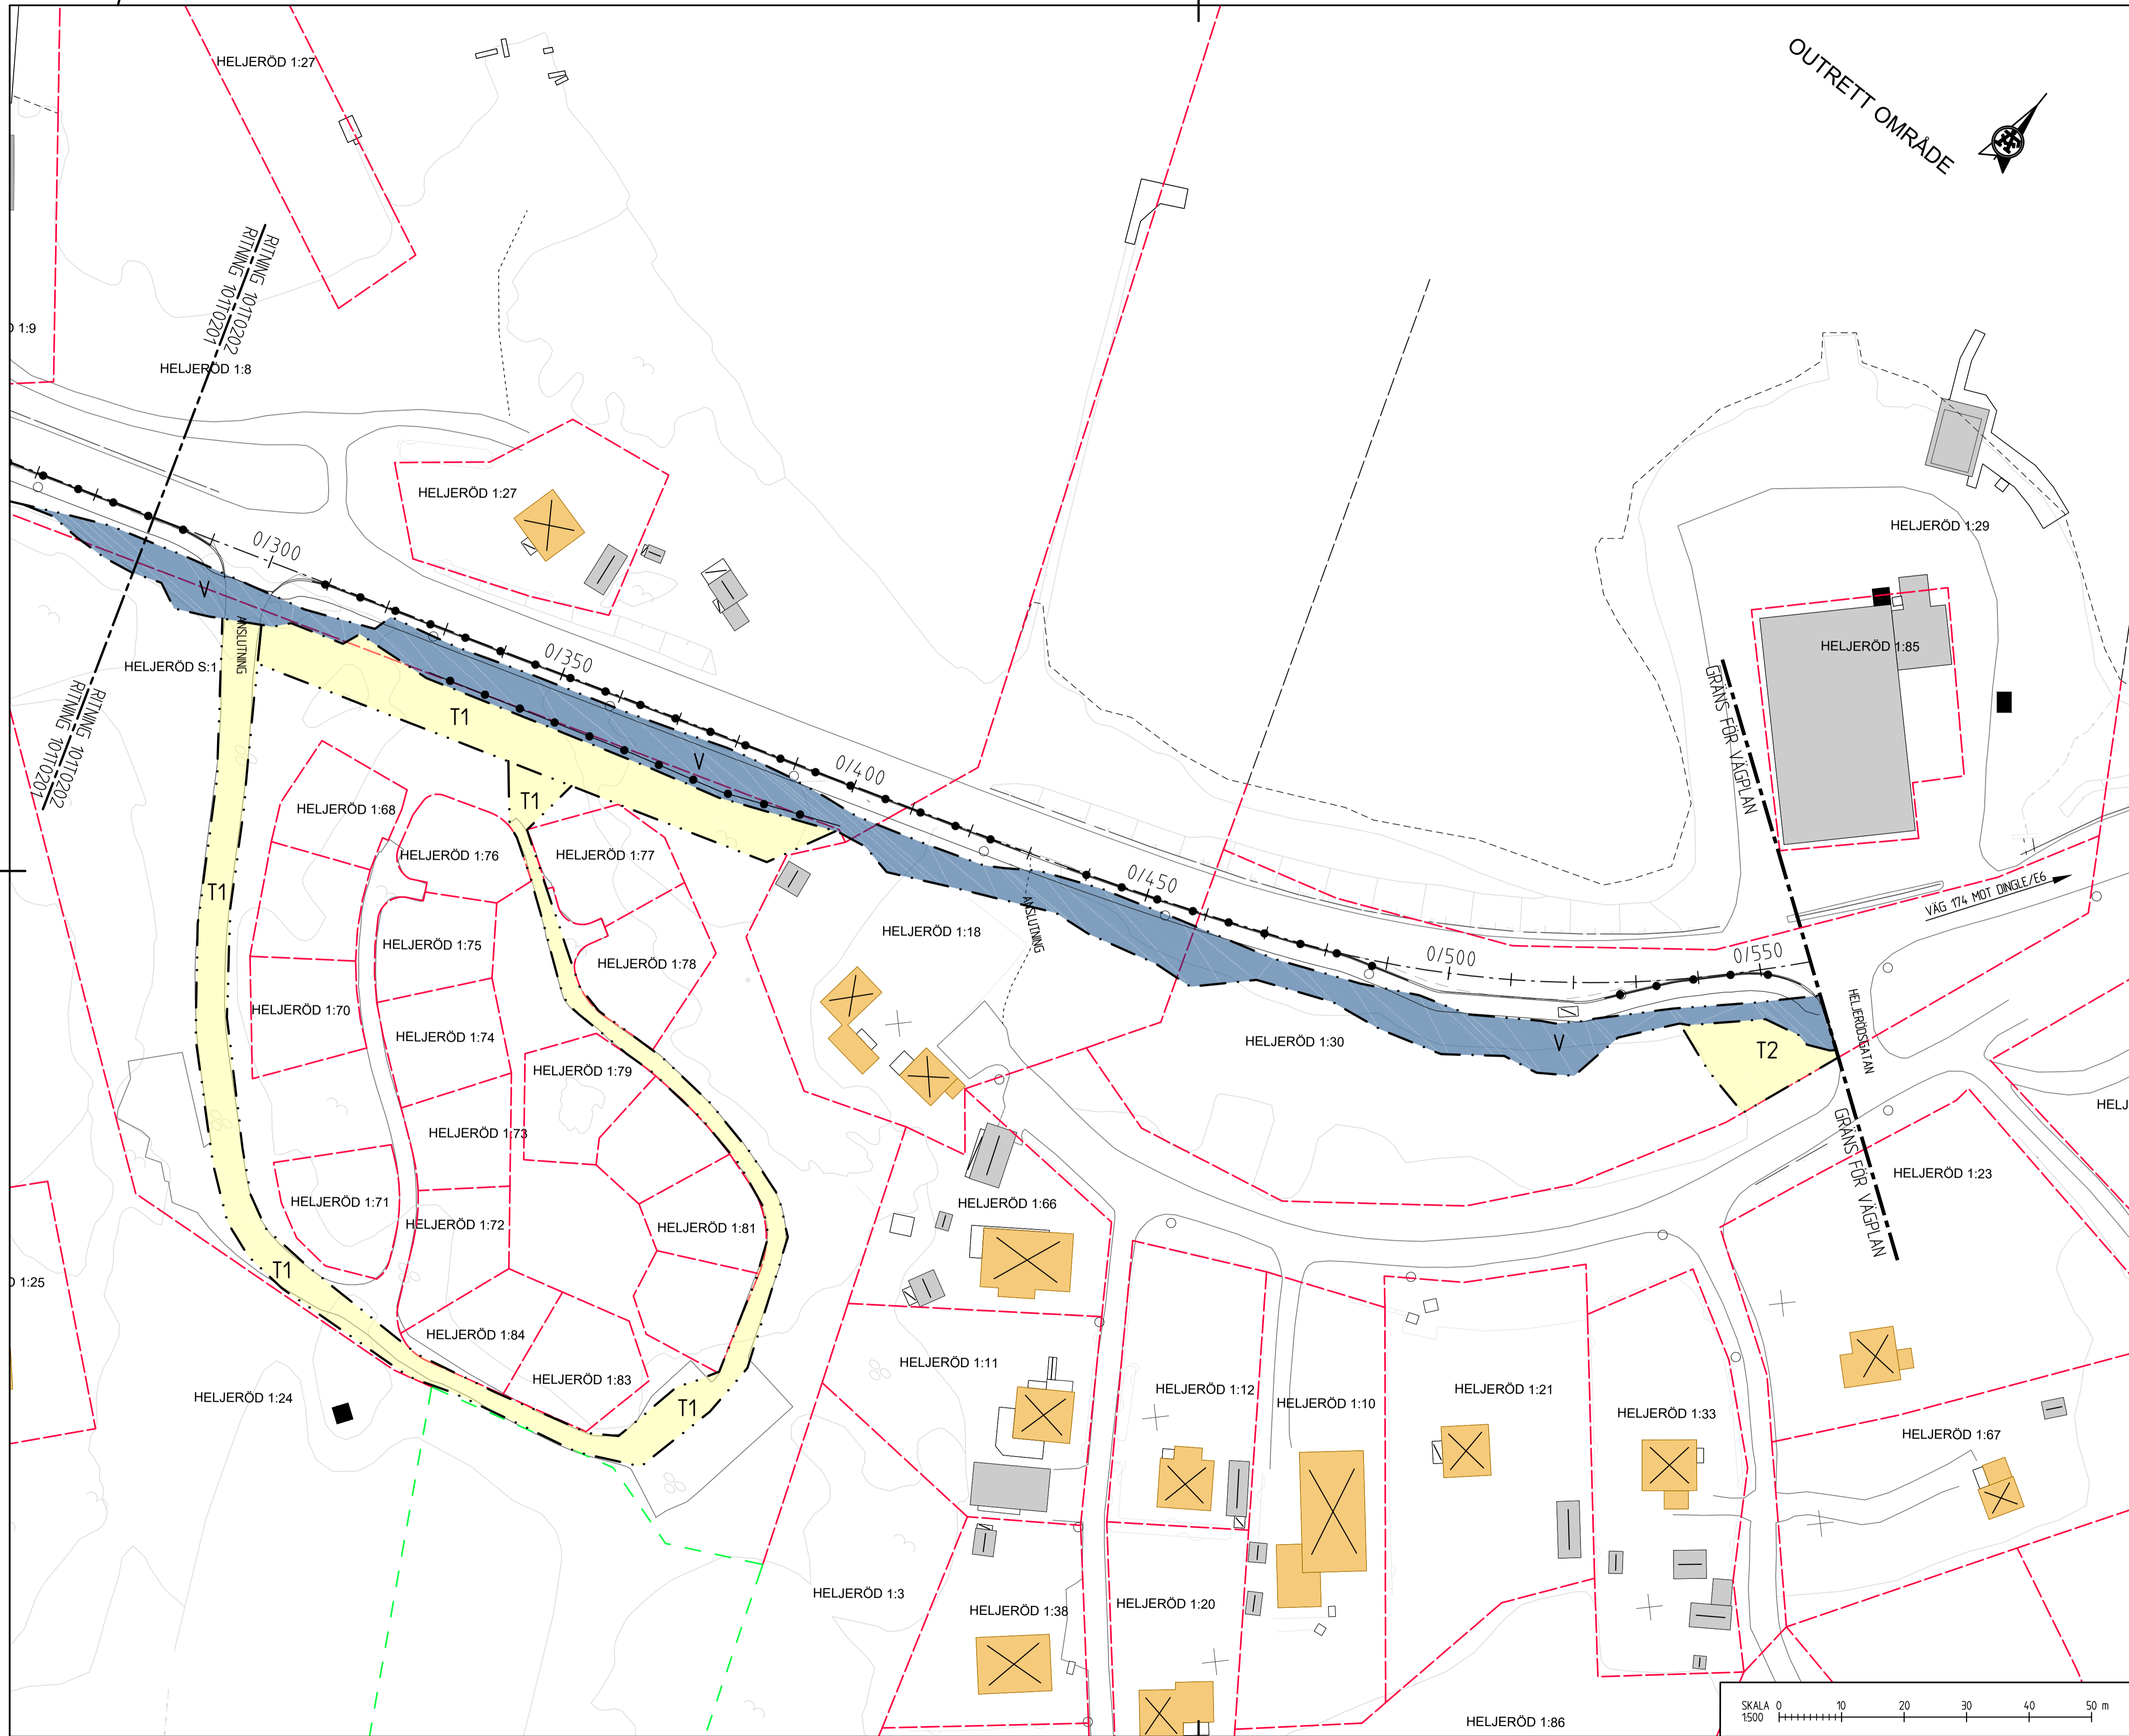 HELJERÖD 1:27
OUTRETT OMRÅDE
RITNING 101T0202
RITNING 101T0201
1:9
HELJERÖD 1:8
HELJERÖD 1:27
HELJERÖD 1:29
0/300
V
ANSLUTNING
HELJERÖD S:1
0/350
HELJERÖD 1:85
GRÄNS FÖR VÄGPLAN
RITNING 101T0202
RITNING 101T0201
T1
V
0/400
T1
HELJERÖD 1:68
HELJERÖD 1:76
HELJERÖD 1:77
0/450
T1
VÄG 174 MOT DINGLE/E6
ANSLUTNING
HELJERÖD 1:18
HELJERÖD 1:75
HELJERÖD 1:78
0/500
0/550
HELJERÖD 1:70
HELJERÖD 1:74
HELJERÖD 1:30
V
T2
HELJERÖDSGATAN
HELJERÖD 1:79
HELJ
HELJERÖD 1:73
GRÄNS FÖR VÄGPLAN
HELJERÖD 1:23
HELJERÖD 1:71
HELJERÖD 1:66
HELJERÖD 1:72
HELJERÖD 1:81
T1
1:25
HELJERÖD 1:84
HELJERÖD 1:11
HELJERÖD 1:83
HELJERÖD 1:12
HELJERÖD 1:21
HELJERÖD 1:24
HELJERÖD 1:10
T1
HELJERÖD 1:33
HELJERÖD 1:67
HELJERÖD 1:3
HELJERÖD 1:38
HELJERÖD 1:20
HELJERÖD 1:86
SKALA 0 10 20 30 40 50 m
1:500